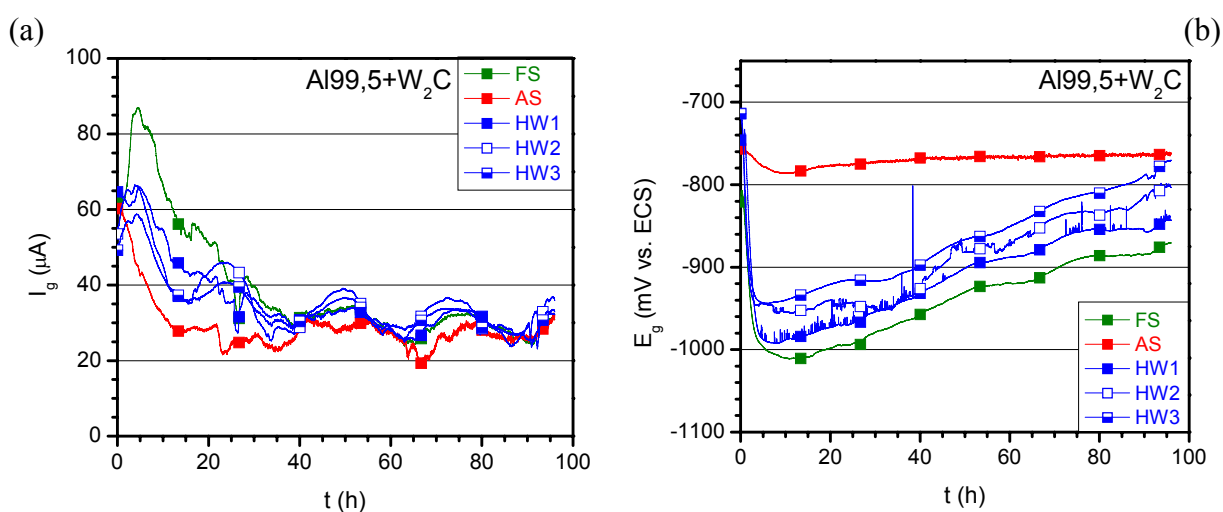 (a)
Al99,5+W₂C
FS
AS
HW1
HW2
HW3
100
80
60
40
20
0
I_g (µA)
0 20 40 60 80 100
t (h)
(b)
Al99,5+W₂C
-700
-800
-900
-1000
-1100
E_g (mV vs. ECS)
FS
AS
HW1
HW2
HW3
0 20 40 60 80 100
t (h)